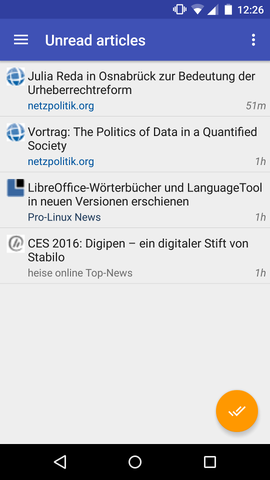 12:26
Unread articles
Julia Reda in Osnabrück zur Bedeutung der
Urheberrechtreform
netzpolitik.org 51m
Vortrag: The Politics of Data in a Quantified
Society
netzpolitik.org 1h
LibreOffice-Wörterbücher und LanguageTool
in neuen Versionen erschienen
Pro-Linux News 1h
CES 2016: Digipen – ein digitaler Stift von
Stabilo
heise online Top-News 1h